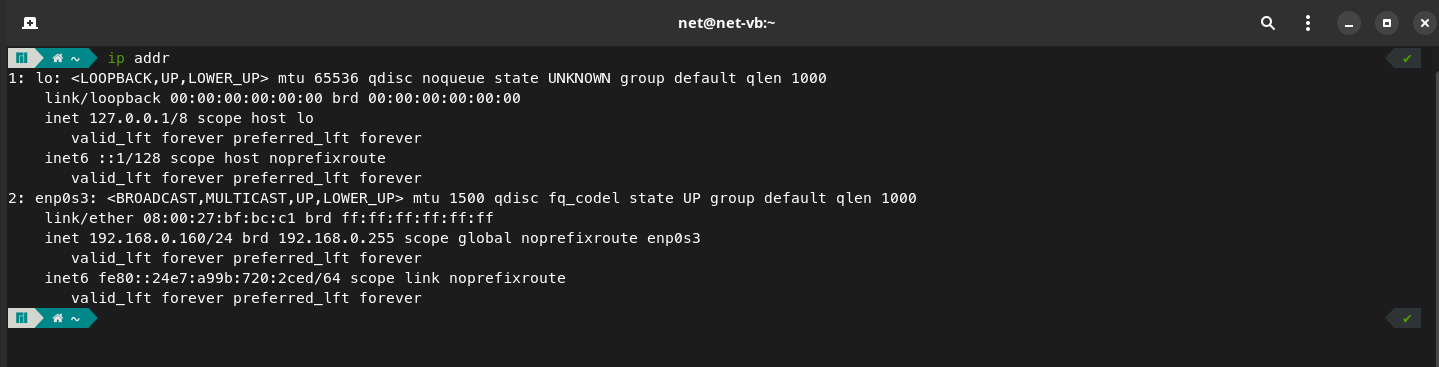 net@net-vb:~
~ ip addr ✔
1: lo: <LOOPBACK,UP,LOWER_UP> mtu 65536 qdisc noqueue state UNKNOWN group default qlen 1000
    link/loopback 00:00:00:00:00:00 brd 00:00:00:00:00:00
    inet 127.0.0.1/8 scope host lo
       valid_lft forever preferred_lft forever
    inet6 ::1/128 scope host noprefixroute
       valid_lft forever preferred_lft forever
2: enp0s3: <BROADCAST,MULTICAST,UP,LOWER_UP> mtu 1500 qdisc fq_codel state UP group default qlen 1000
    link/ether 08:00:27:bf:bc:c1 brd ff:ff:ff:ff:ff:ff
    inet 192.168.0.160/24 brd 192.168.0.255 scope global noprefixroute enp0s3
       valid_lft forever preferred_lft forever
    inet6 fe80::24e7:a99b:720:2ced/64 scope link noprefixroute
       valid_lft forever preferred_lft forever
~ ✔